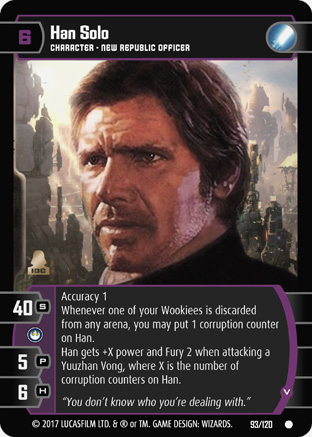 6
Han Solo
CHARACTER - NEW REPUBLIC OFFICER
IDC
40 S
5 P
6 H
Accuracy 1
Whenever one of your Wookiees is discarded
from any arena, you may put 1 corruption counter
on Han.
Han gets +X power and Fury 2 when attacking a
Yuuzhan Vong, where X is the number of
corruption counters on Han.
“You don’t know who you’re dealing with.”
© 2017 LUCASFILM LTD. & ® or TM. GAME DESIGN: WIZARDS.
93/120